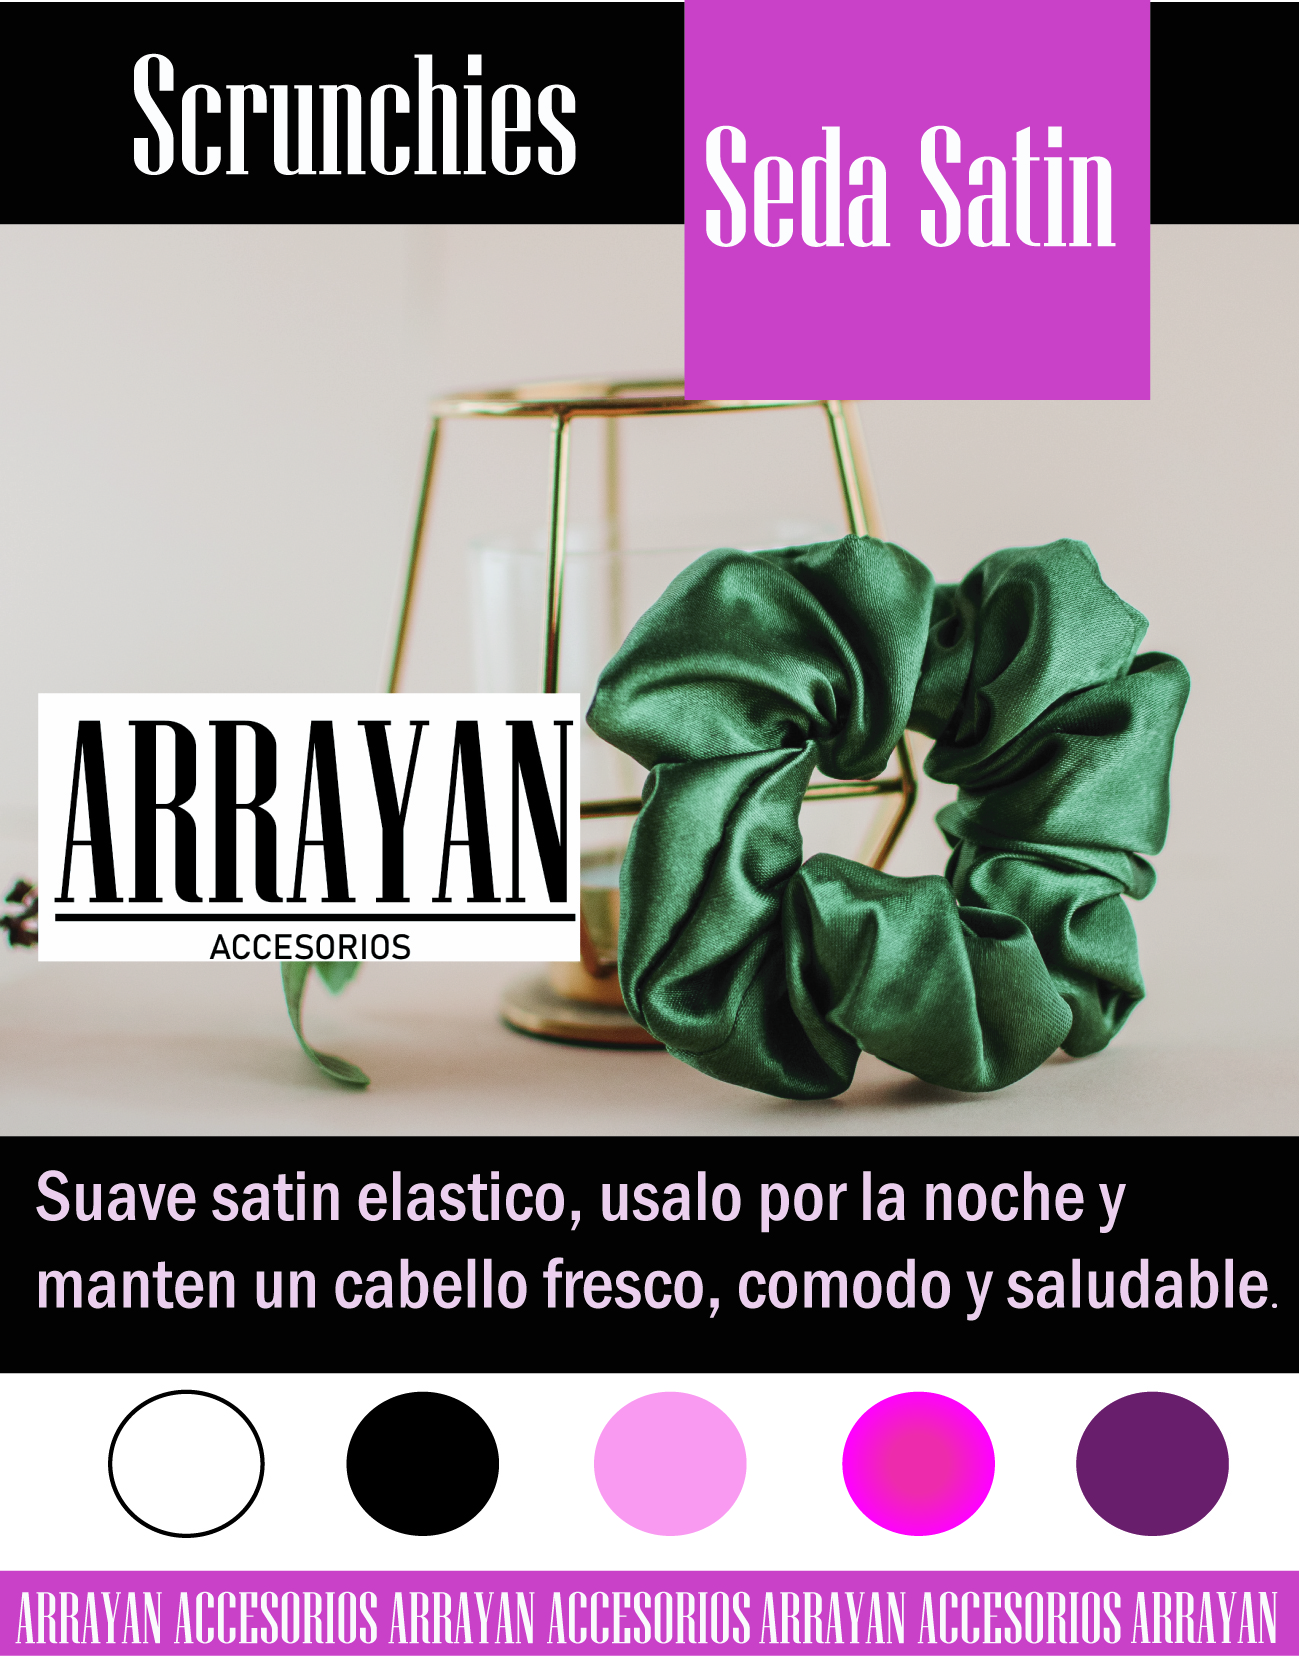 Scrunchies
Seda Satin
ARRAYAN
ACCESORIOS
Suave satin elastico, usalo por la noche y
manten un cabello fresco, comodo y saludable.
ARRAYAN ACCESORIOS ARRAYAN ACCESORIOS ARRAYAN ACCESORIOS ARRAYAN